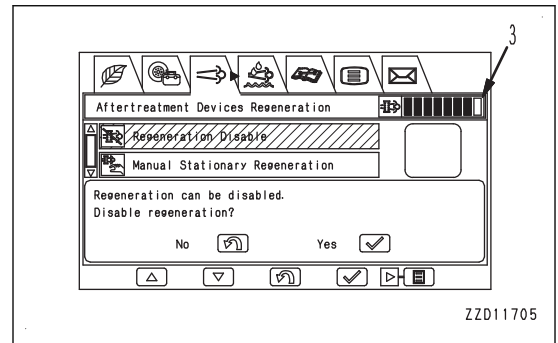 3
Aftertreatment Devices Regeneration
Regeneration Disable
Manual Stationary Regeneration
Regeneration can be disabled.
Disable regeneration?
No Yes
ZZD11705